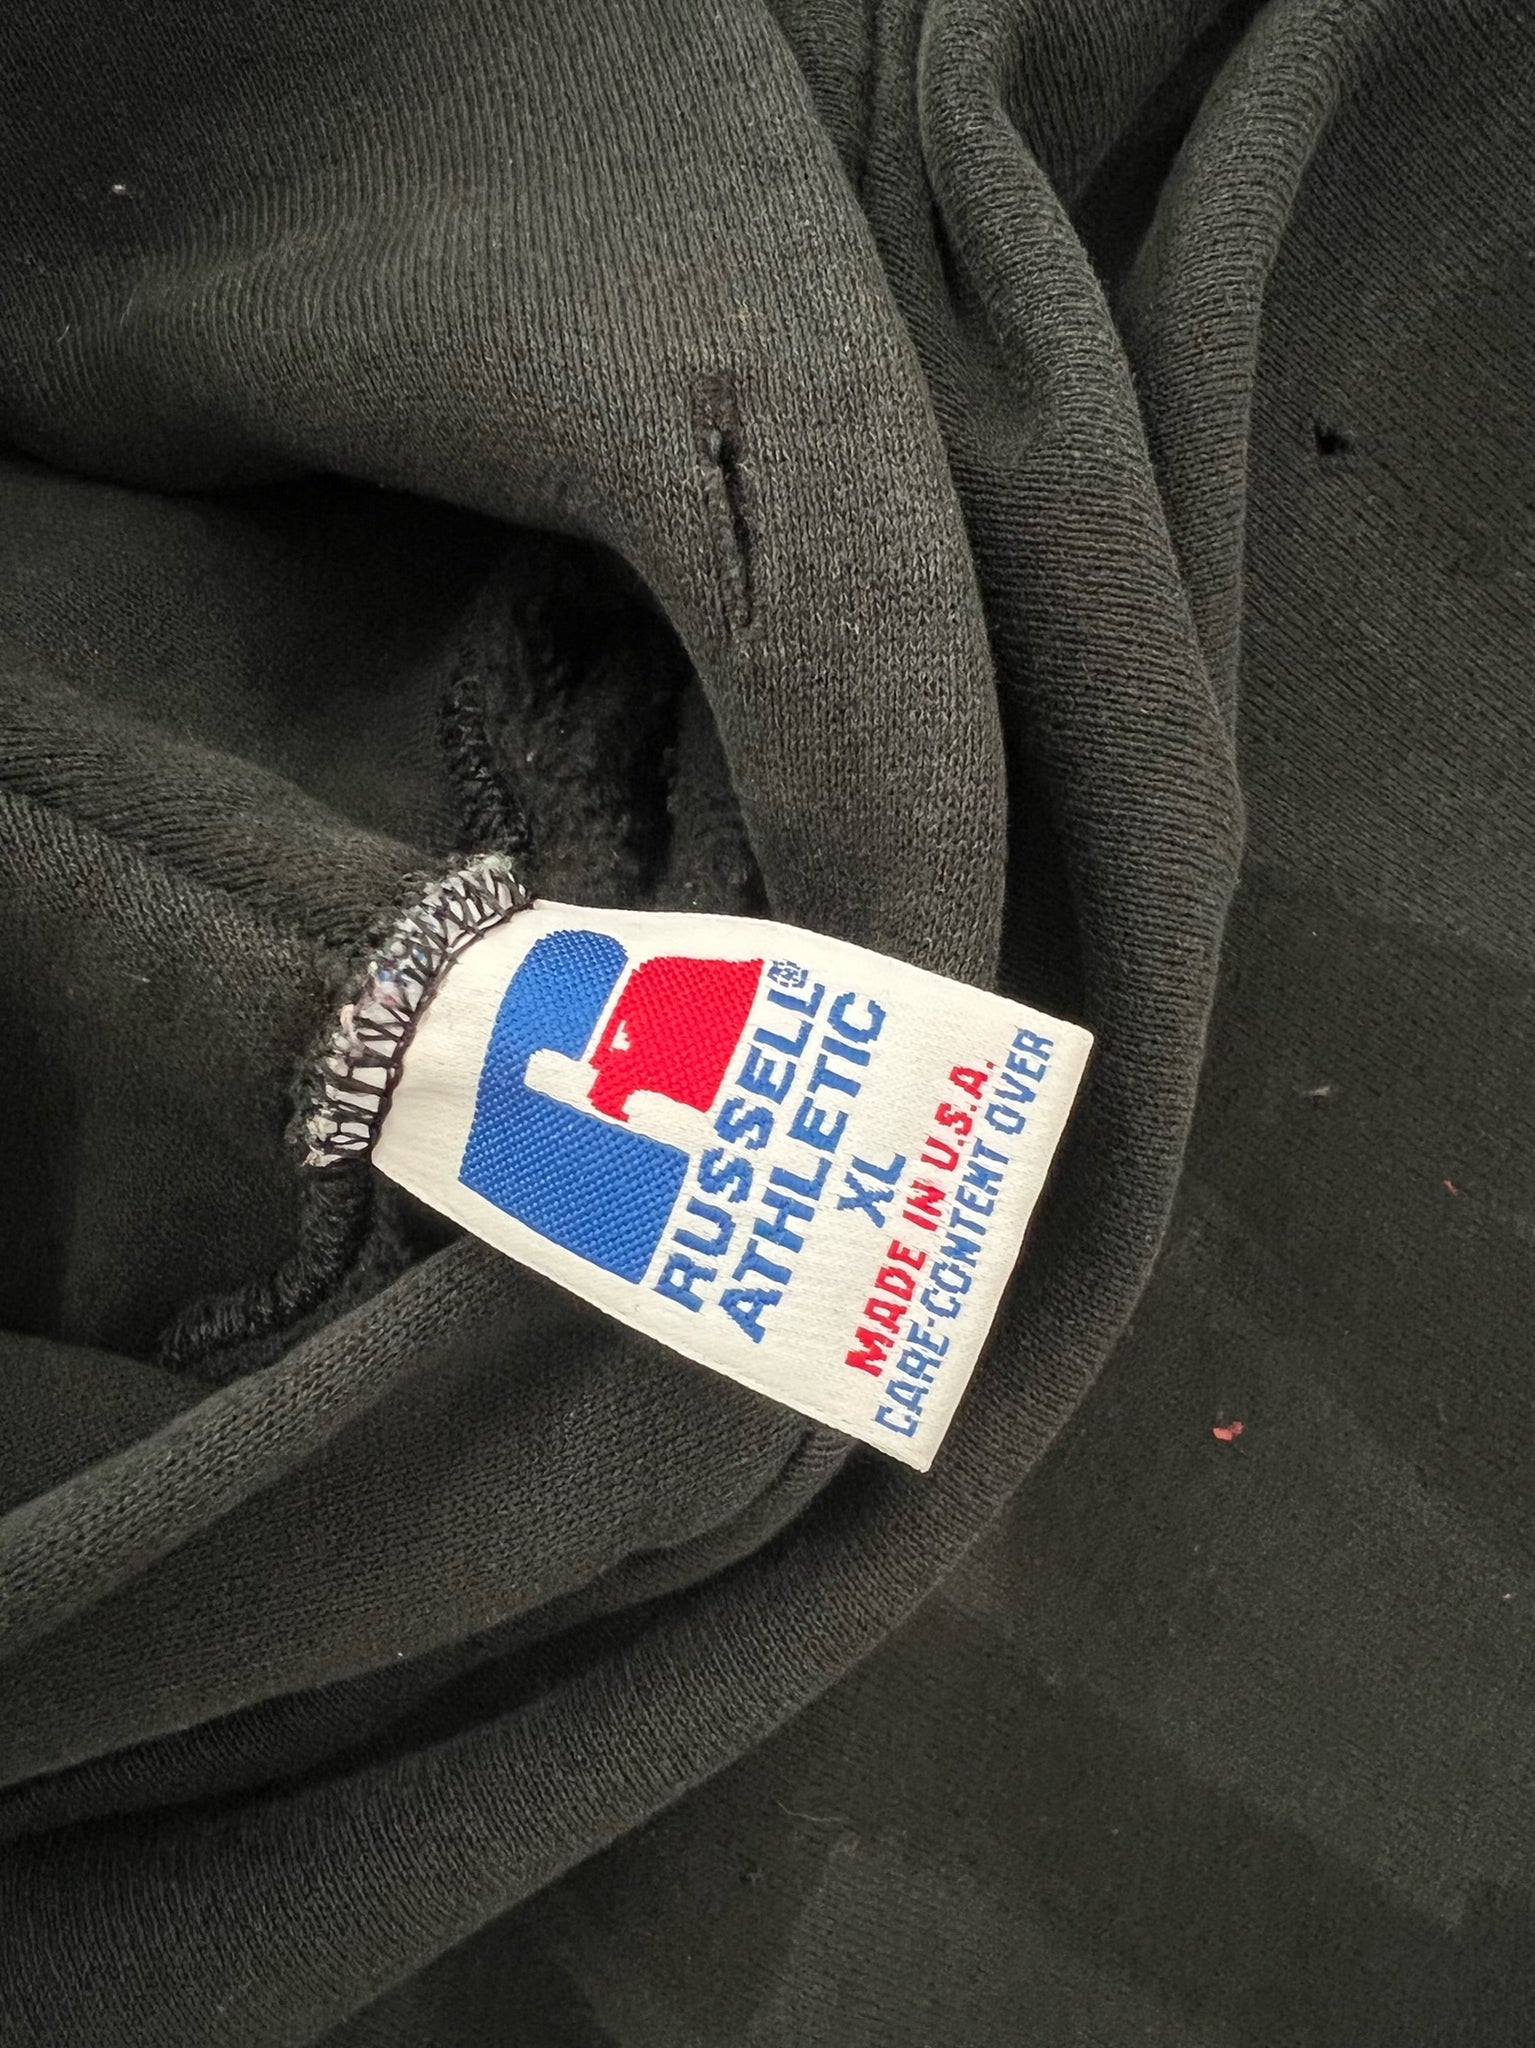 RUSSELL®
ATHLETIC
XL
MADE IN U.S.A.
CARE-CONTENT OVER